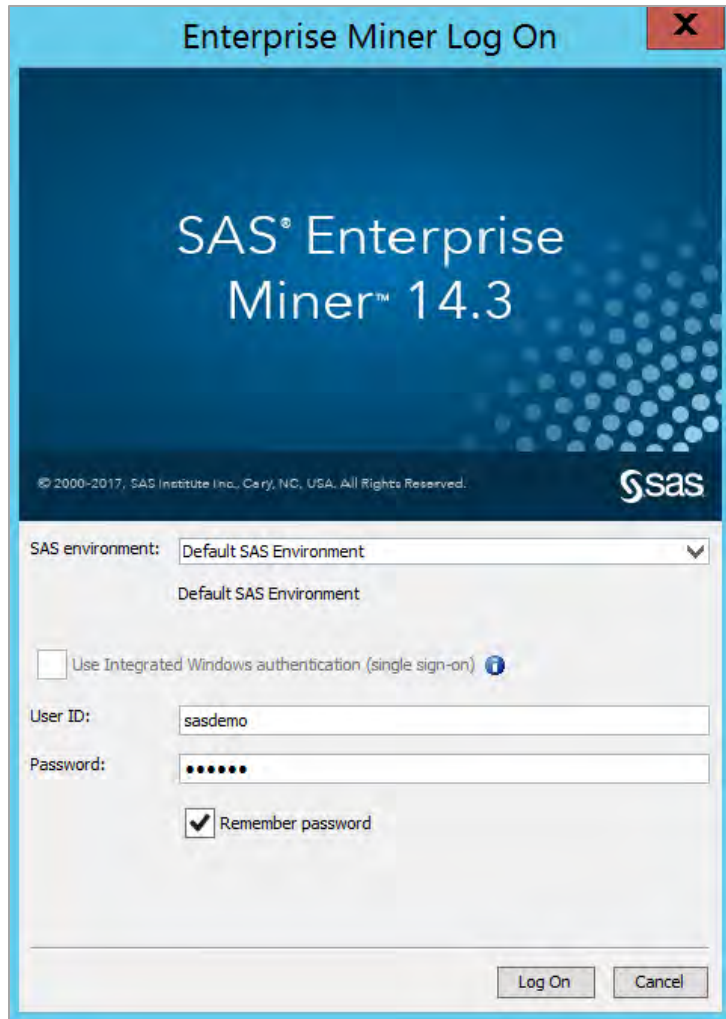 Enterprise Miner Log On
X
SAS® Enterprise
Miner™ 14.3
© 2000-2017, SAS Institute Inc., Cary, NC, USA. All Rights Reserved.
sas
SAS environment: Default SAS Environment
Default SAS Environment
Use Integrated Windows authentication (single sign-on) i
User ID: sasdemo
Password: ••••••
Remember password
Log On Cancel